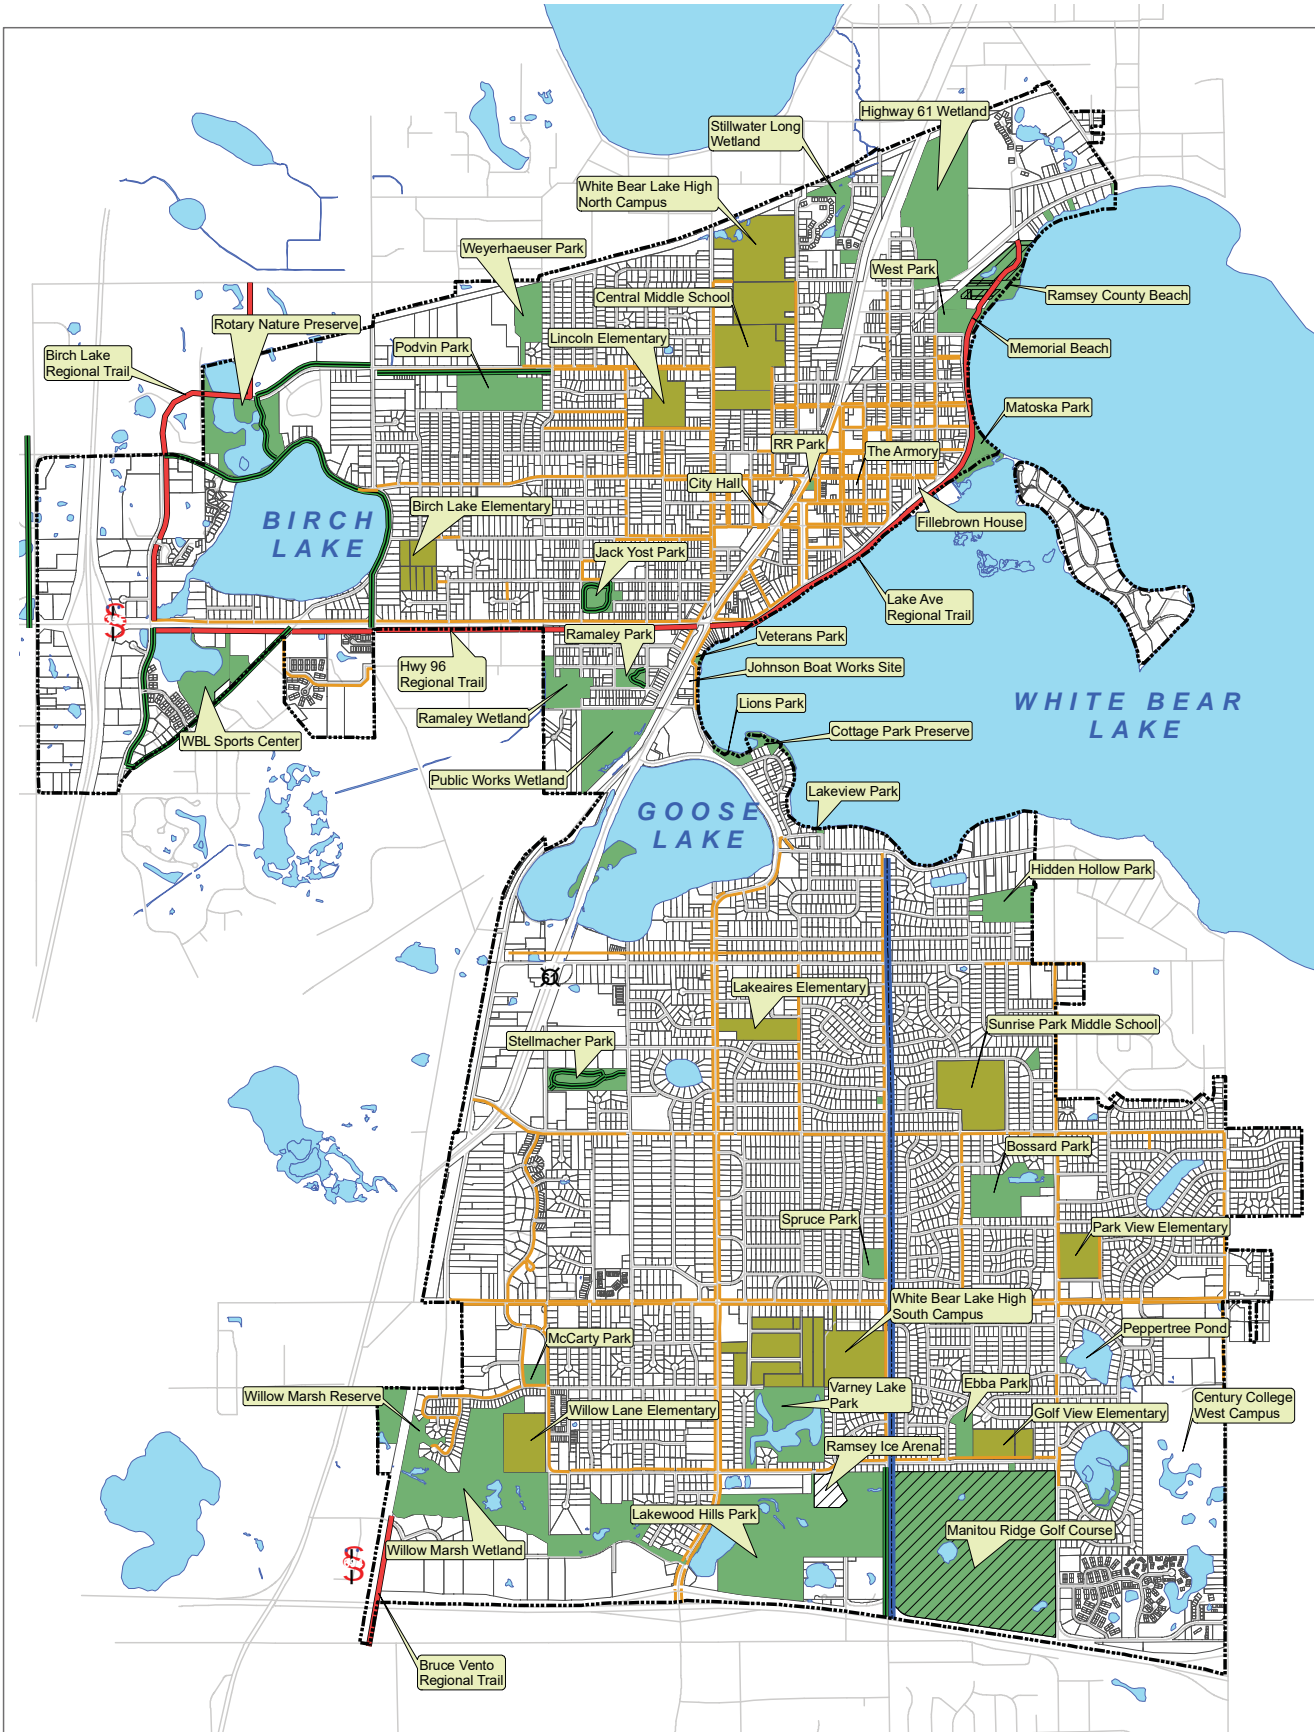 Highway 61 Wetland
Stillwater Long
Wetland
White Bear Lake High
North Campus
Weyerhaeuser Park
West Park
Central Middle School
Ramsey County Beach
Rotary Nature Preserve
Lincoln Elementary
Podvin Park
Memorial Beach
Birch Lake
Regional Trail
Matoska Park
RR Park
The Armory
City Hall
Birch Lake Elementary
Fillebrown House
BIRCH
LAKE
Jack Yost Park
Lake Ave
Regional Trail
Ramaley Park
Veterans Park
Hwy 96
Regional Trail
Johnson Boat Works Site
Ramaley Wetland
Lions Park
WHITE BEAR
LAKE
Cottage Park Preserve
WBL Sports Center
Public Works Wetland
Lakeview Park
GOOSE
LAKE
Hidden Hollow Park
61
Lakeaires Elementary
Sunrise Park Middle School
Stellmacher Park
Bossard Park
Spruce Park
Park View Elementary
White Bear Lake High
South Campus
McCarty Park
Peppertree Pond
Willow Marsh Reserve
Varney Lake
Park
Ebba Park
Century College
West Campus
Willow Lane Elementary
Golf View Elementary
Ramsey Ice Arena
Lakewood Hills Park
Manitou Ridge Golf Course
Willow Marsh Wetland
Bruce Vento
Regional Trail